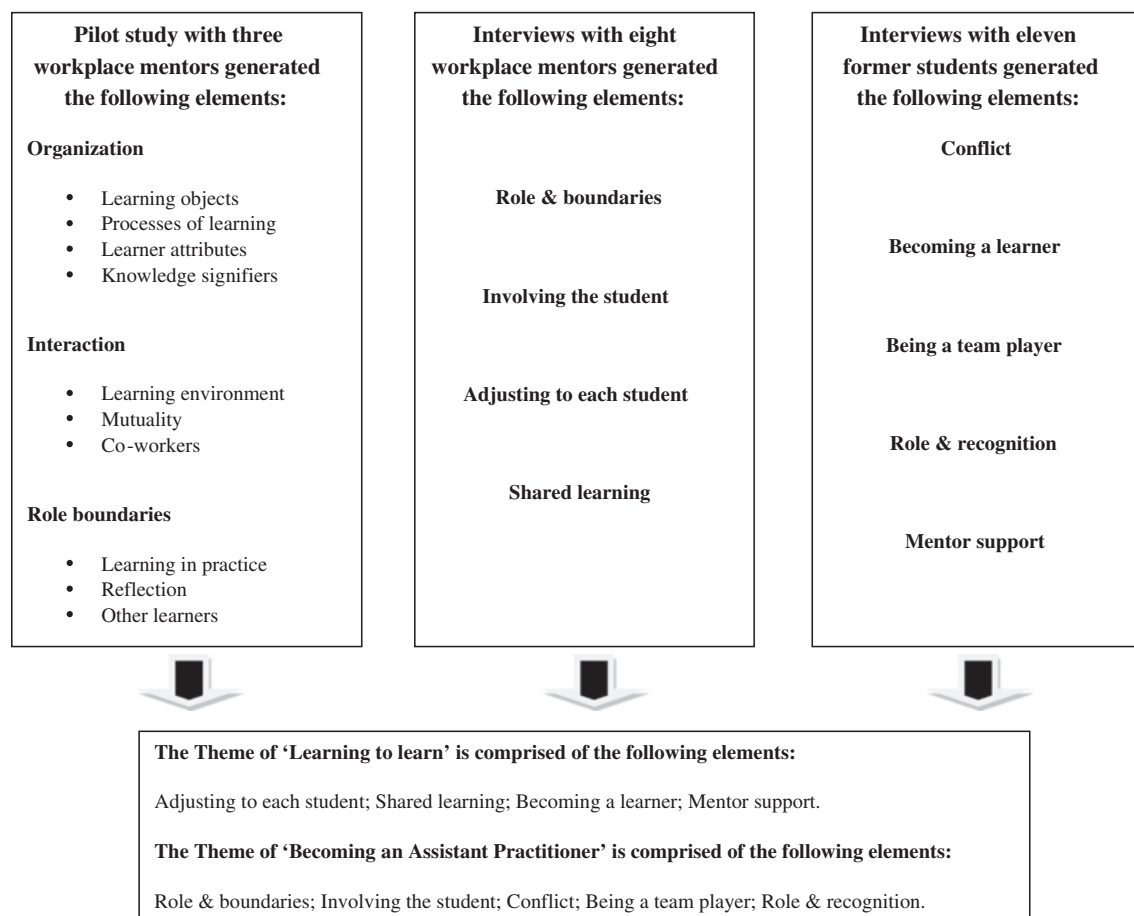 Pilot study with three
workplace mentors generated
the following elements:
Organization
• Learning objects
• Processes of learning
• Learner attributes
• Knowledge signifiers
Interaction
• Learning environment
• Mutuality
• Co-workers
Role boundaries
• Learning in practice
• Reflection
• Other learners
Interviews with eight
workplace mentors generated
the following elements:
Role & boundaries
Involving the student
Adjusting to each student
Shared learning
Interviews with eleven
former students generated
the following elements:
Conflict
Becoming a learner
Being a team player
Role & recognition
Mentor support
The Theme of ‘Learning to learn’ is comprised of the following elements:
Adjusting to each student; Shared learning; Becoming a learner; Mentor support.
The Theme of ‘Becoming an Assistant Practitioner’ is comprised of the following elements:
Role & boundaries; Involving the student; Conflict; Being a team player; Role & recognition.